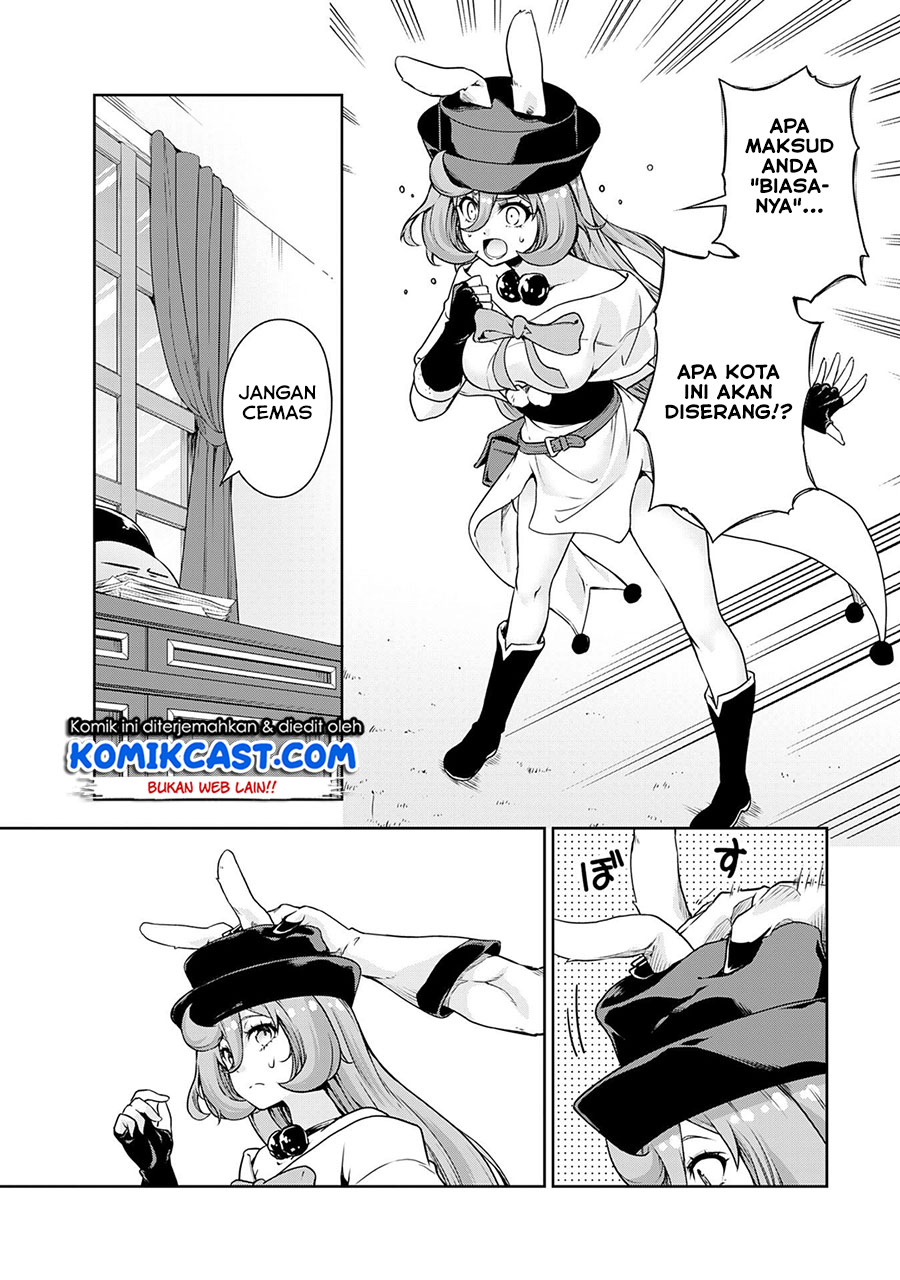 APA
MAKSUD
ANDA
"BIASA-
NYA"...
APA KOTA
INI AKAN
DISERANG!?
JANGAN
CEMAS
Komik ini diterjemahkan & diedit oleh
KOMIKCAST.COM
BUKAN WEB LAIN!!
ぼす